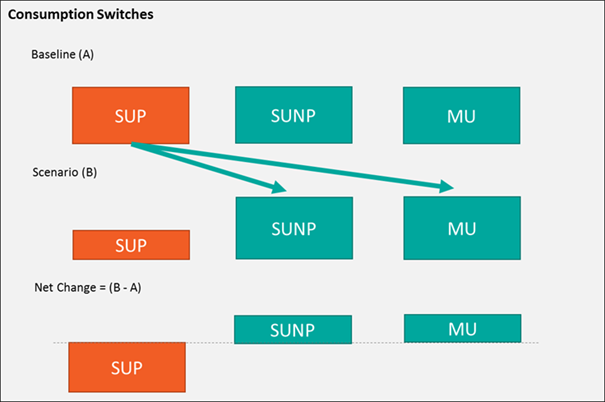 Consumption Switches
Baseline (A)
SUP SUNP MU
Scenario (B)
SUP SUNP MU
Net Change = (B - A)
SUNP MU
SUP